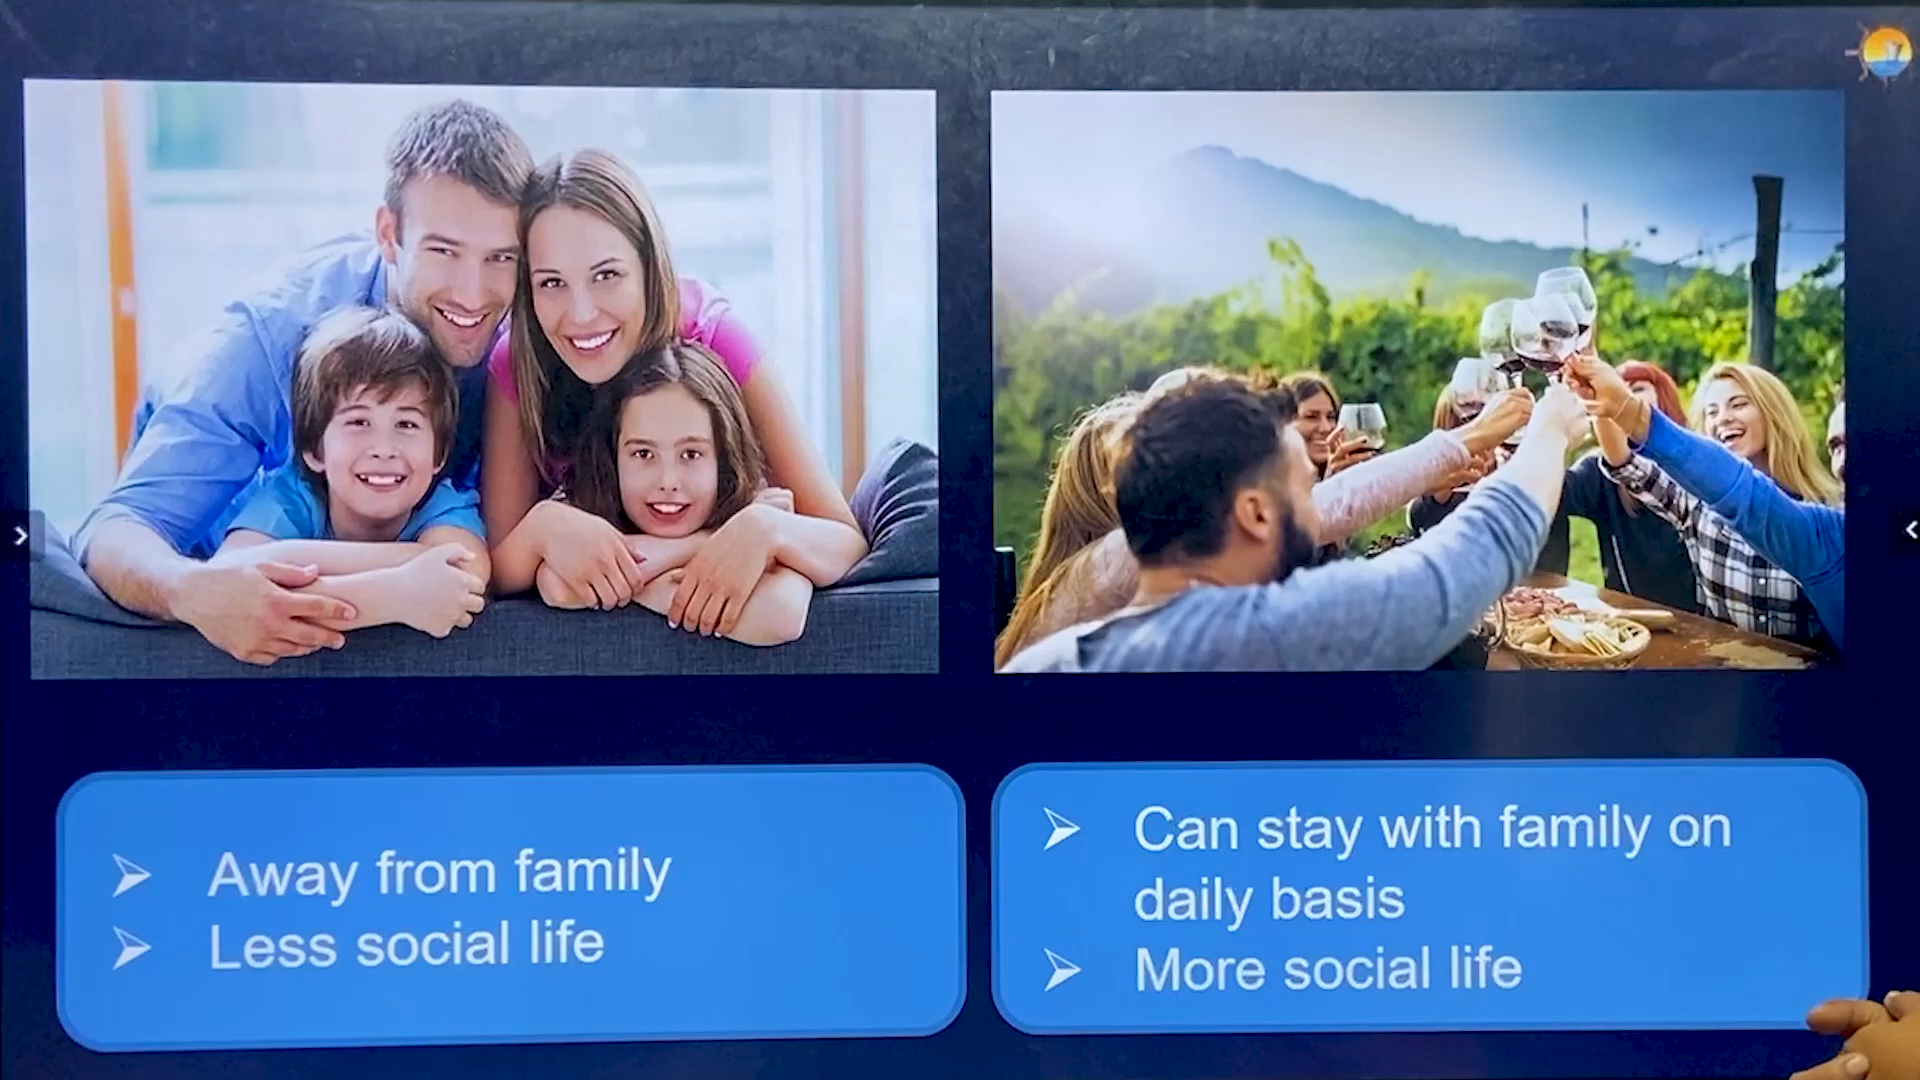 Away from family
Less social life
Can stay with family on
daily basis
More social life